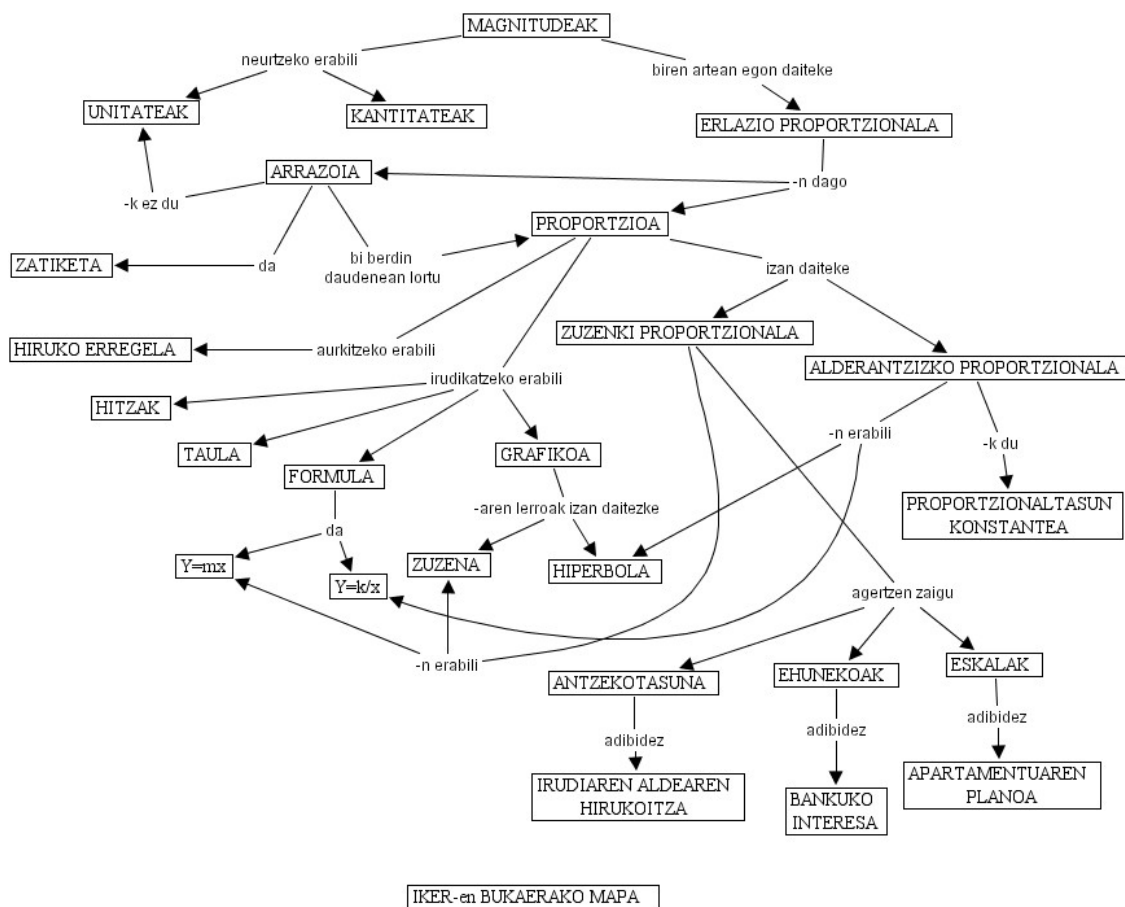 MAGNITUDEAK
neurtzeko erabili
biren artean egon daiteke
UNITATEAK
KANTITATEAK
ERLAZIO PROPORTZIONALA
ARRAZOIA
-n dago
-k ez du
PROPORTZIOA
ZATIKETA
da
bi berdin
daudenean lortu
izan daiteke
ZUZENKI PROPORTZIONALA
HIRUKO ERREGELA
aurkitzeko erabili
ALDERANTZIZKO PROPORTZIONALA
irudikatzeko erabili
HITZAK
-n erabili
-k du
TAULA
GRAFIKOA
FORMULA
PROPORTZIONALTASUN
KONSTANTEA
-aren lerroak izan daitezke
da
Y=mx
ZUZENA
HIPERBOLA
Y=k/x
agertzen zaigu
-n erabili
ANTZEKOTASUNA
EHUNEKOAK
ESKALAK
adibidez
adibidez
adibidez
IRUDIAREN ALDEAREN
HIRUKOITZA
BANKUKO
INTERESA
APARTAMENTUAREN
PLANOA
IKER-en BUKAERAKO MAPA